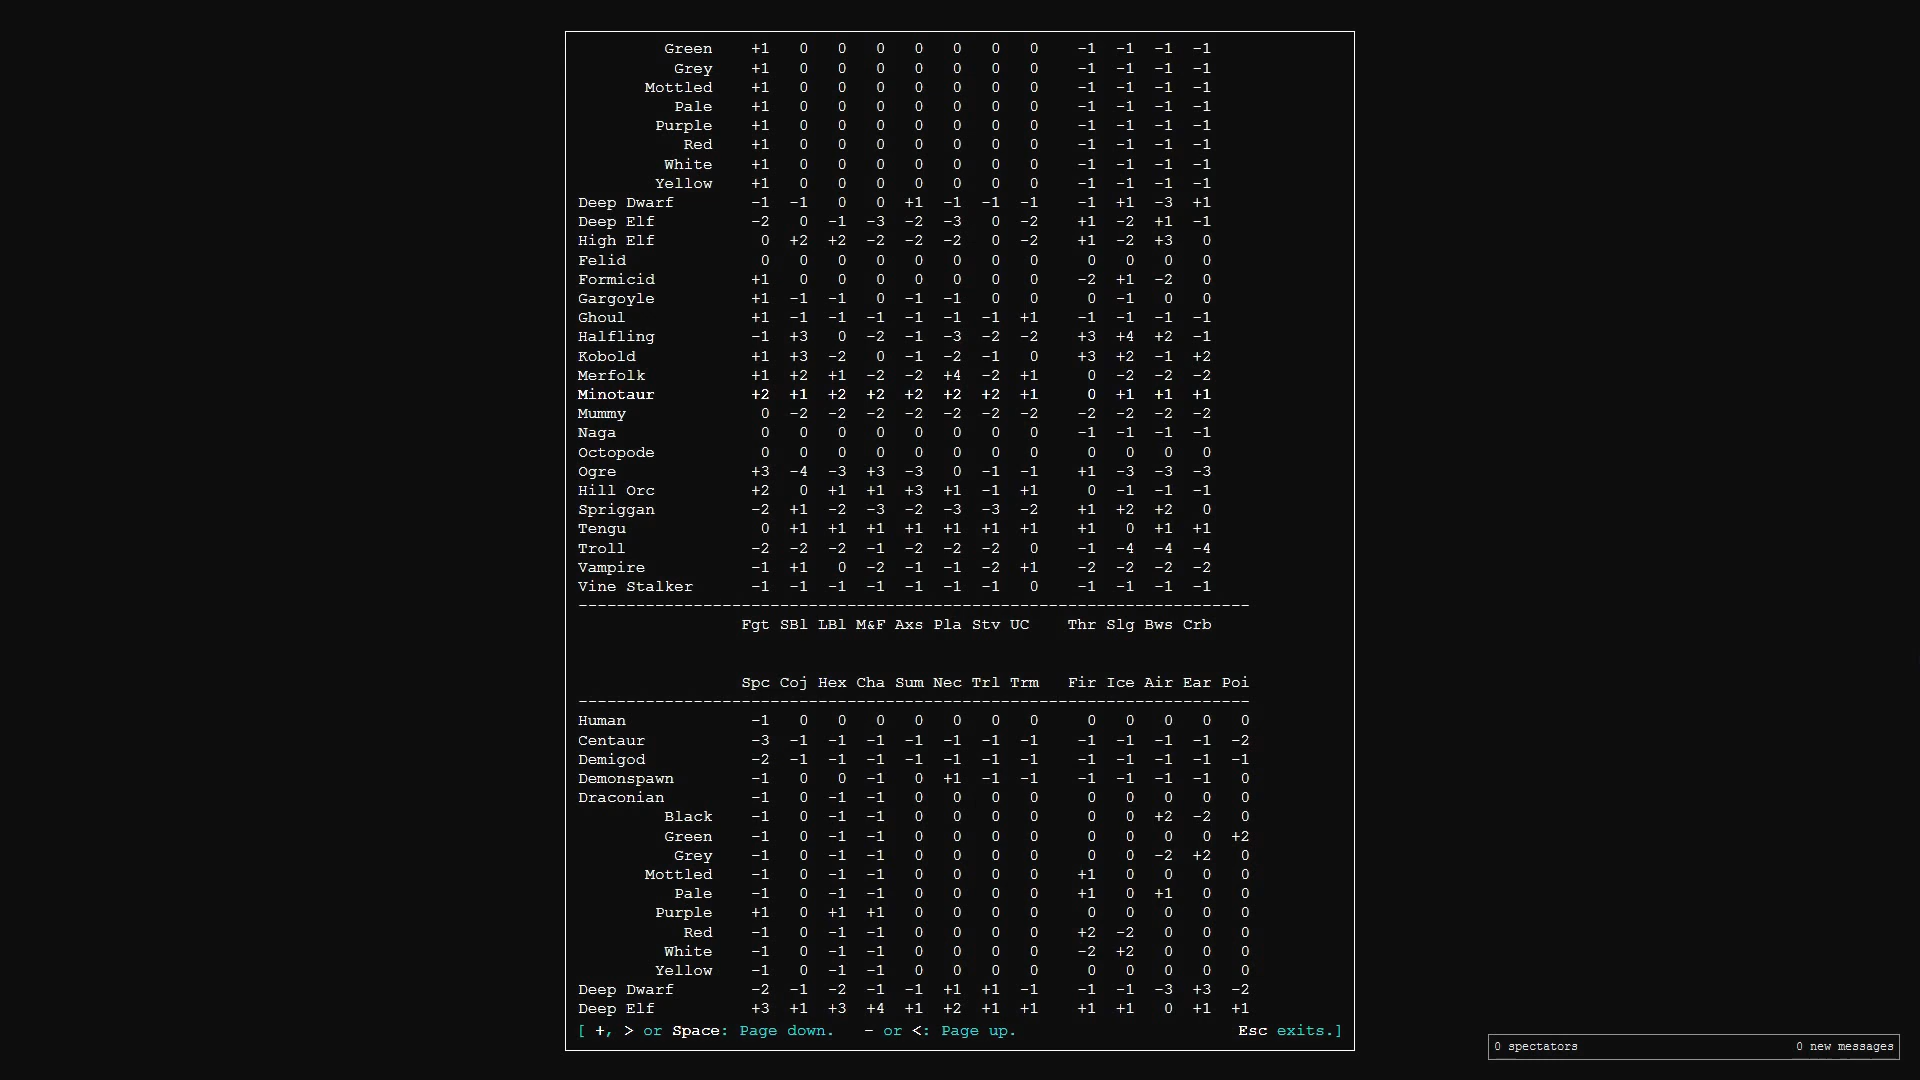 Green +1 0 0 0 0 0 0 0 -1 -1 -1 -1
Grey +1 0 0 0 0 0 0 0 -1 -1 -1 -1
Mottled +1 0 0 0 0 0 0 0 -1 -1 -1 -1
Pale +1 0 0 0 0 0 0 0 -1 -1 -1 -1
Purple +1 0 0 0 0 0 0 0 -1 -1 -1 -1
Red +1 0 0 0 0 0 0 0 -1 -1 -1 -1
White +1 0 0 0 0 0 0 0 -1 -1 -1 -1
Yellow +1 0 0 0 0 0 0 0 -1 -1 -1 -1
Deep Dwarf -1 -1 0 0 +1 -1 -1 -1 -1 +1 -3 +1
Deep Elf -2 0 -1 -3 -2 -3 0 -2 +1 -2 +1 -1
High Elf 0 +2 +2 -2 -2 -2 0 -2 +1 -2 +3 0
Felid 0 0 0 0 0 0 0 0 0 0 0 0
Formicid +1 0 0 0 0 0 0 0 -2 +1 -2 0
Gargoyle +1 -1 -1 0 -1 -1 0 0 0 -1 0 0
Ghoul +1 -1 -1 -1 -1 -1 -1 +1 -1 -1 -1 -1
Halfling -1 +3 0 -2 -1 -3 -2 -2 +3 +4 +2 -1
Kobold +1 +3 -2 0 -1 -2 -1 0 +3 +2 -1 +2
Merfolk +1 +2 +1 -2 -2 +4 -2 +1 0 -2 -2 -2
Minotaur +2 +1 +2 +2 +2 +2 +2 +1 0 +1 +1 +1
Mummy 0 -2 -2 -2 -2 -2 -2 -2 -2 -2 -2 -2
Naga 0 0 0 0 0 0 0 0 -1 -1 -1 -1
Octopode 0 0 0 0 0 0 0 0 0 0 0 0
Ogre +3 -4 -3 +3 -3 0 -1 -1 +1 -3 -3 -3
Hill Orc +2 0 +1 +1 +3 +1 -1 +1 0 -1 -1 -1
Spriggan -2 +1 -2 -3 -2 -3 -3 -2 +1 +2 +2 0
Tengu 0 +1 +1 +1 +1 +1 +1 +1 +1 0 +1 +1
Troll -2 -2 -2 -1 -2 -2 -2 0 -1 -4 -4 -4
Vampire -1 +1 0 -2 -1 -1 -2 +1 -2 -2 -2 -2
Vine Stalker -1 -1 -1 -1 -1 -1 -1 0 -1 -1 -1 -1
----------------------------------------------------------------------
Fgt SBl LBl M&F Axs Pla Stv UC Thr Slg Bws Crb
Spc Coj Hex Cha Sum Nec Trl Trm Fir Ice Air Ear Poi
----------------------------------------------------------------------
Human -1 0 0 0 0 0 0 0 0 0 0 0 0
Centaur -3 -1 -1 -1 -1 -1 -1 -1 -1 -1 -1 -1 -2
Demigod -2 -1 -1 -1 -1 -1 -1 -1 -1 -1 -1 -1 -1
Demonspawn -1 0 0 -1 0 +1 -1 -1 -1 -1 -1 -1 0
Draconian -1 0 -1 -1 0 0 0 0 0 0 0 0 0
Black -1 0 -1 -1 0 0 0 0 0 0 +2 -2 0
Green -1 0 -1 -1 0 0 0 0 0 0 0 0 +2
Grey -1 0 -1 -1 0 0 0 0 0 0 -2 +2 0
Mottled -1 0 -1 -1 0 0 0 0 +1 0 0 0 0
Pale -1 0 -1 -1 0 0 0 0 +1 0 +1 0 0
Purple +1 0 +1 +1 0 0 0 0 0 0 0 0 0
Red -1 0 -1 -1 0 0 0 0 +2 -2 0 0 0
White -1 0 -1 -1 0 0 0 0 -2 +2 0 0 0
Yellow -1 0 -1 -1 0 0 0 0 0 0 0 0 0
Deep Dwarf -2 -1 -2 -1 -1 +1 +1 -1 -1 -1 -3 +3 -2
Deep Elf +3 +1 +3 +4 +1 +2 +1 +1 +1 +1 0 +1 +1
[ +, > or Space: Page down. - or <: Page up. Esc exits.]
0 spectators 0 new messages